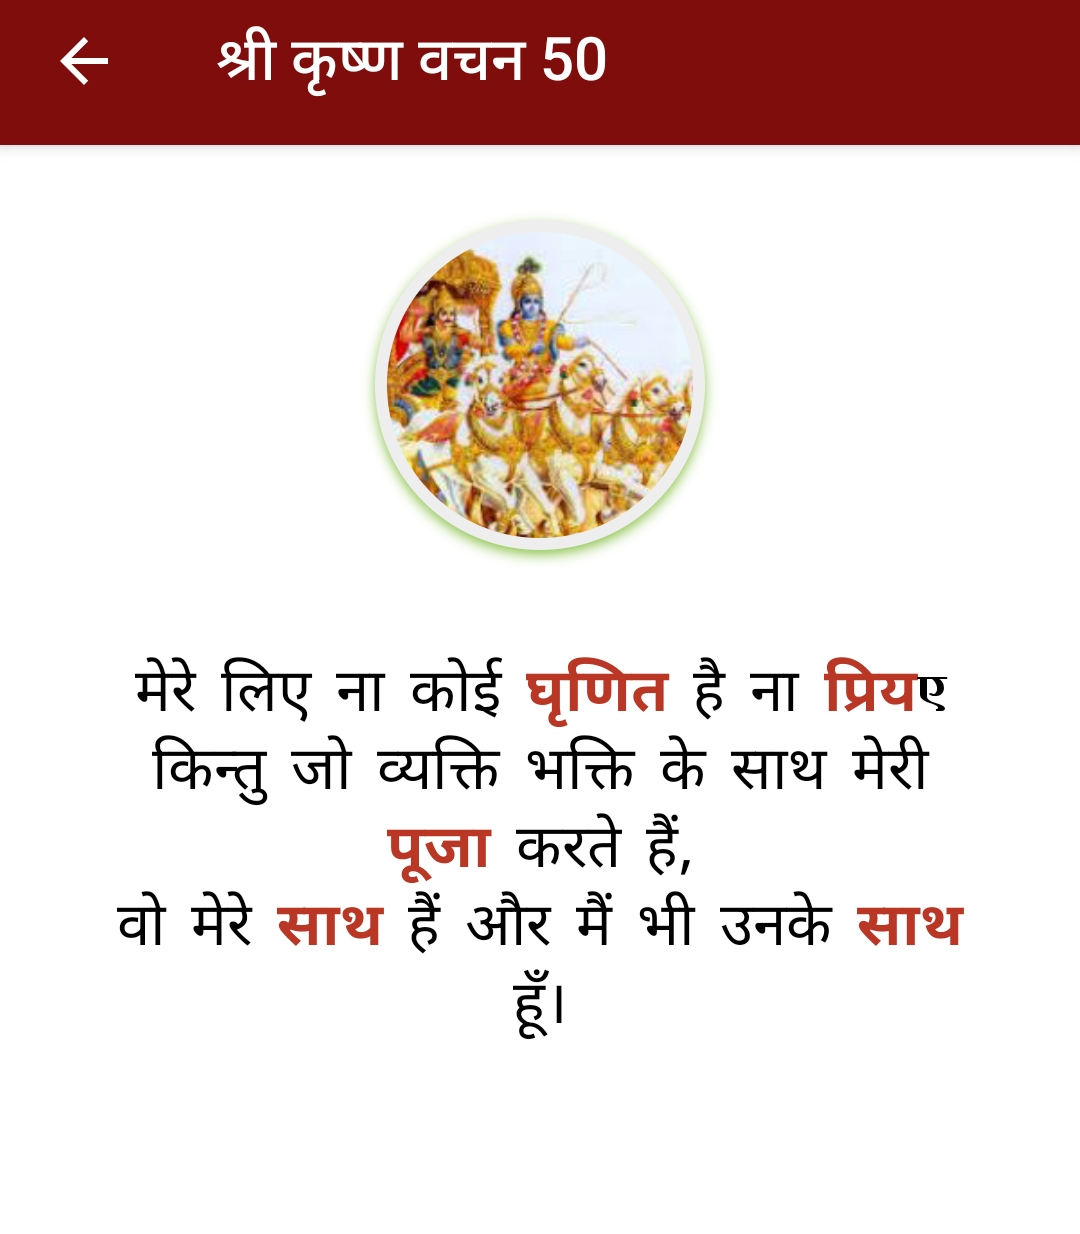 श्री कृष्ण वचन 50
मेरे लिए ना कोई घृणित है ना प्रियए
किन्तु जो व्यक्ति भक्ति के साथ मेरी
पूजा करते हैं,
वो मेरे साथ हैं और मैं भी उनके साथ
हूँ।